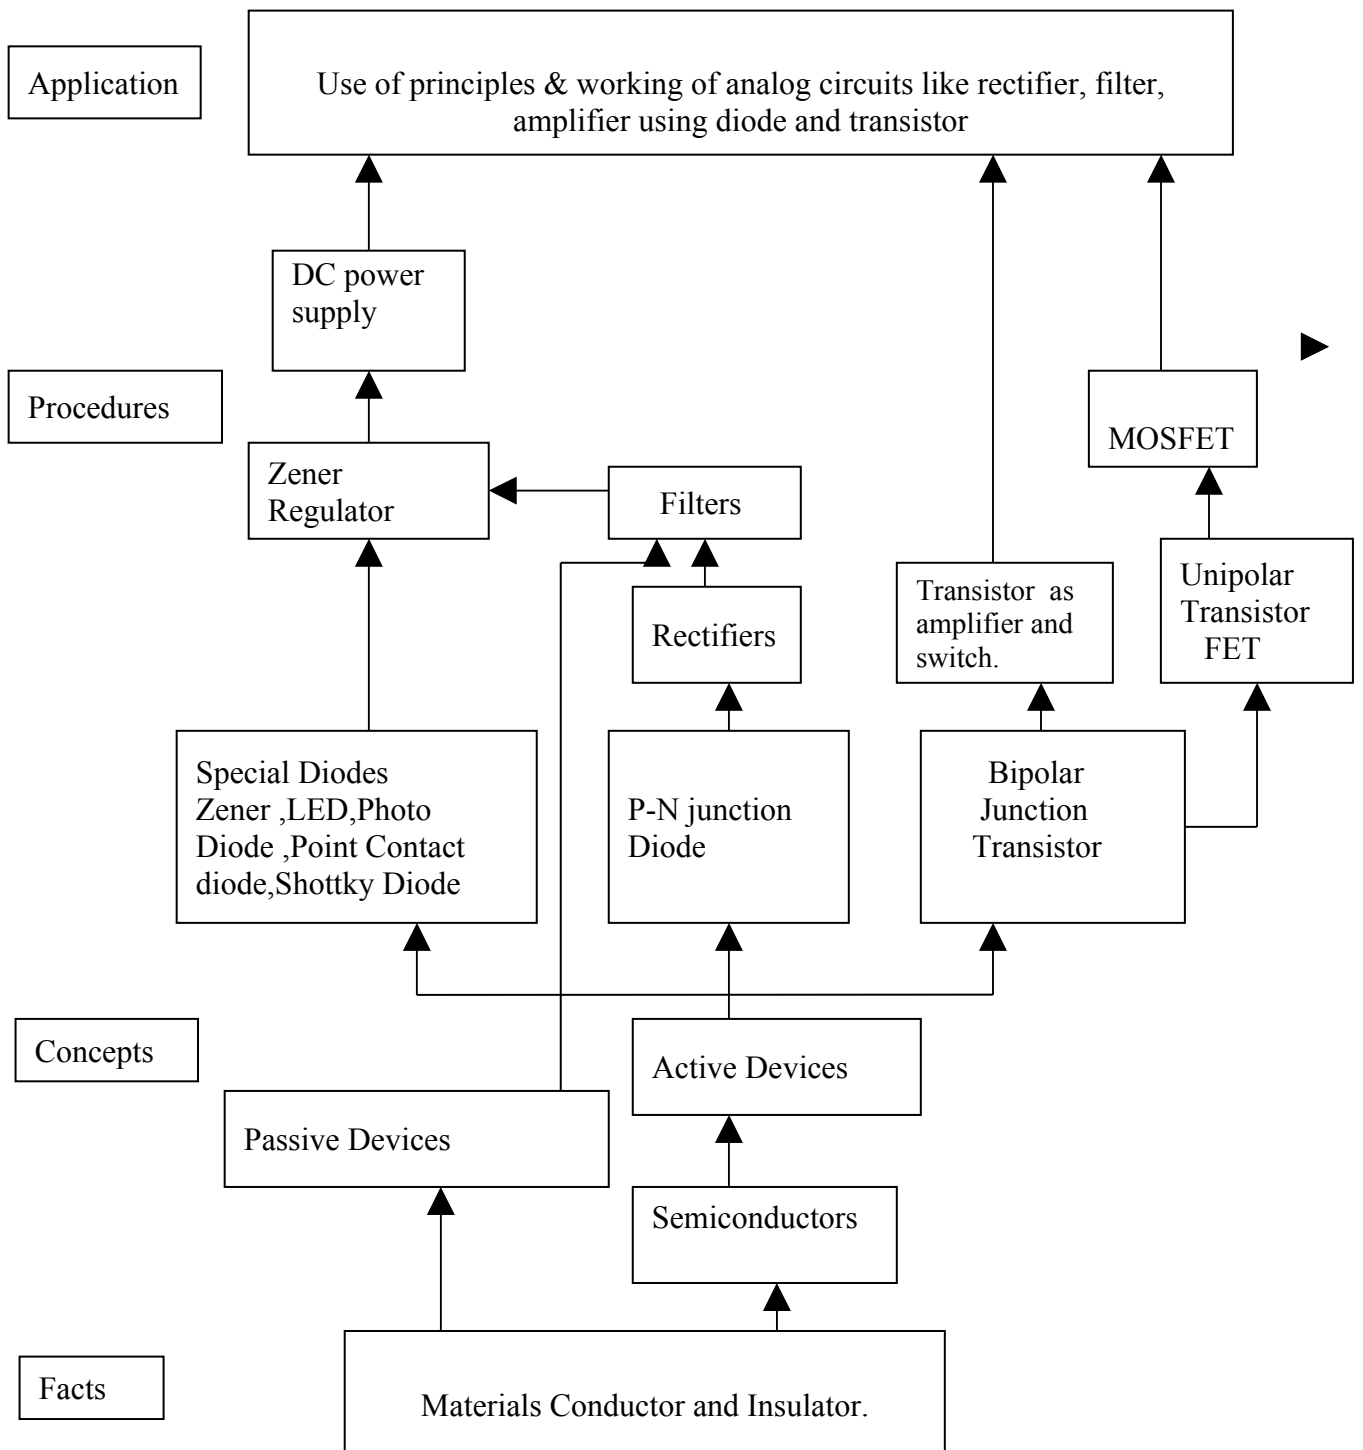 Application
Use of principles & working of analog circuits like rectifier, filter,
amplifier using diode and transistor
DC power
supply
Procedures
MOSFET
Zener
Regulator
Filters
Unipolar
Transistor
FET
Transistor as
amplifier and
switch.
Rectifiers
Special Diodes
Zener ,LED,Photo
Diode ,Point Contact
diode,Shottky Diode
P-N junction
Diode
Bipolar
Junction
Transistor
Concepts
Active Devices
Passive Devices
Semiconductors
Facts
Materials Conductor and Insulator.